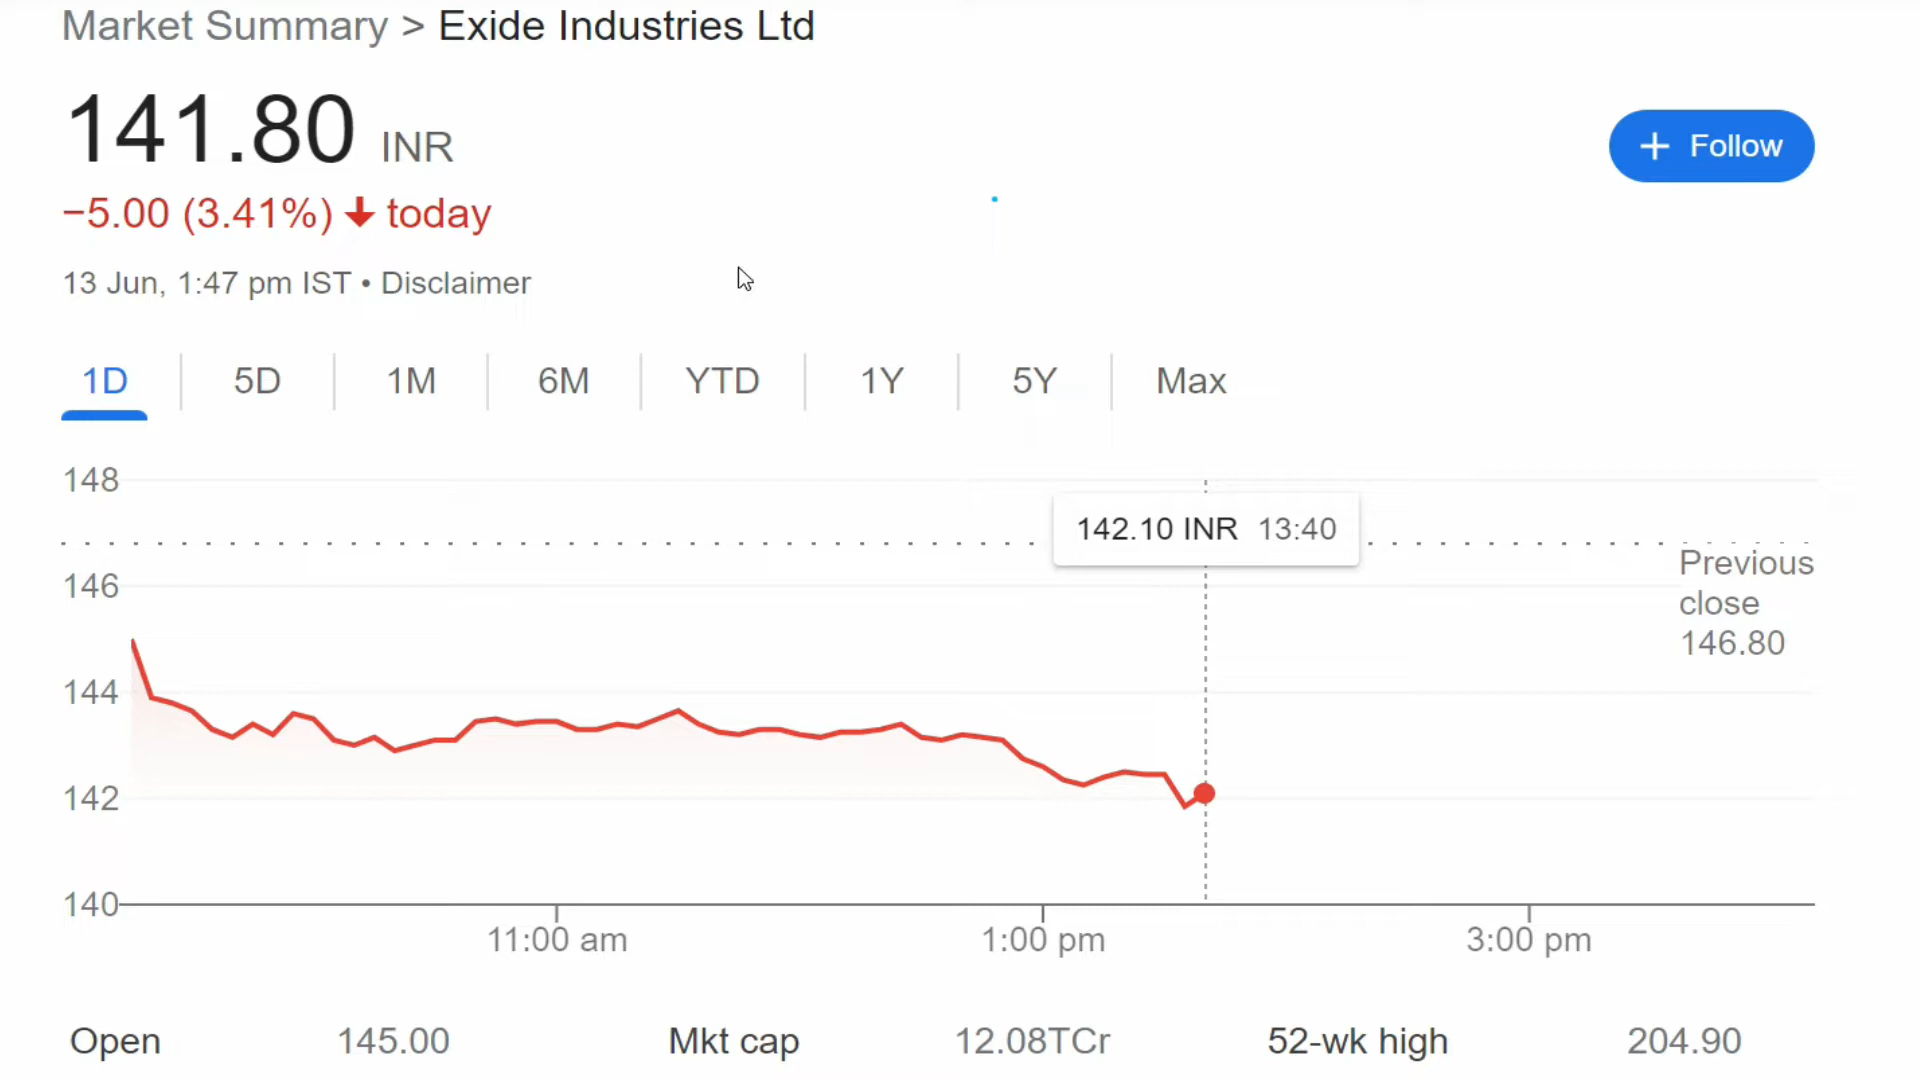 Market Summary > Exide Industries Ltd
141.80 INR
+ Follow
−5.00 (3.41%) ↓ today
13 Jun, 1:47 pm IST • Disclaimer
1D 5D 1M 6M YTD 1Y 5Y Max
148
142.10 INR 13:40
Previous
close
146.80
146
144
142
140
11:00 am 1:00 pm 3:00 pm
Open 145.00 Mkt cap 12.08TCr 52-wk high 204.90